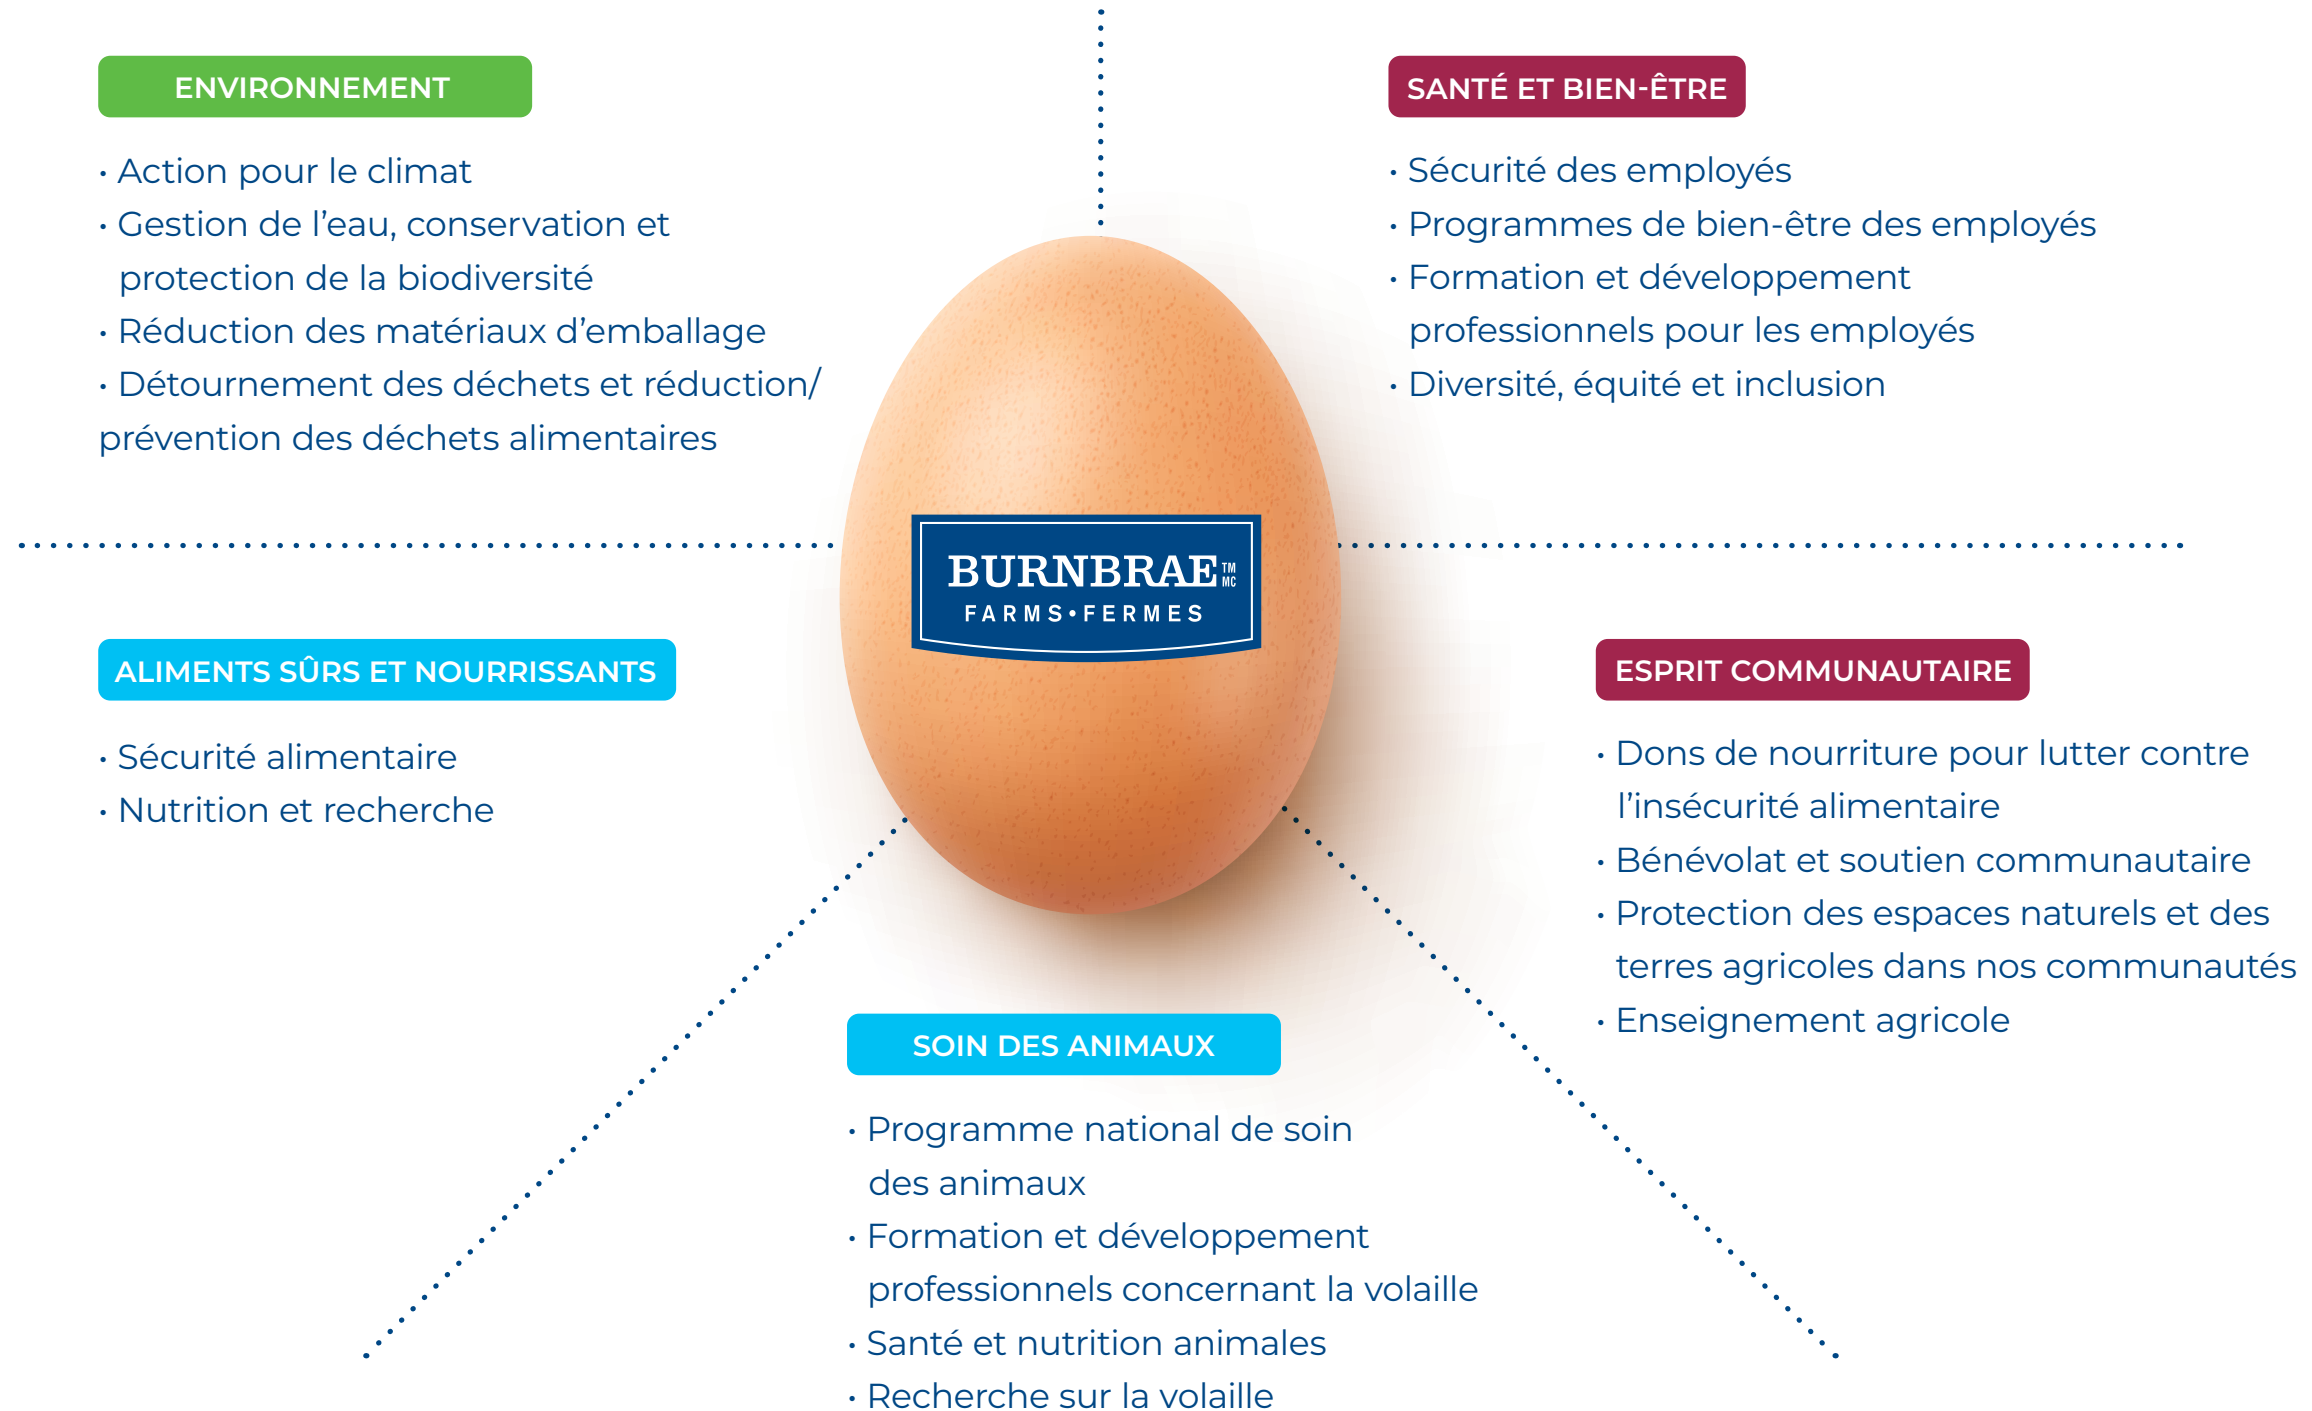 ENVIRONNEMENT
• Action pour le climat
• Gestion de l’eau, conservation et
protection de la biodiversité
• Réduction des matériaux d’emballage
• Détournement des déchets et réduction/
prévention des déchets alimentaires
SANTÉ ET BIEN-ÊTRE
• Sécurité des employés
• Programmes de bien-être des employés
• Formation et développement
professionnels pour les employés
• Diversité, équité et inclusion
BURNBRAE TM MC
FARMS•FERMES
ALIMENTS SÛRS ET NOURRISSANTS
• Sécurité alimentaire
• Nutrition et recherche
ESPRIT COMMUNAUTAIRE
• Dons de nourriture pour lutter contre
l’insécurité alimentaire
• Bénévolat et soutien communautaire
• Protection des espaces naturels et des
terres agricoles dans nos communautés
• Enseignement agricole
SOIN DES ANIMAUX
• Programme national de soin
des animaux
• Formation et développement
professionnels concernant la volaille
• Santé et nutrition animales
• Recherche sur la volaille